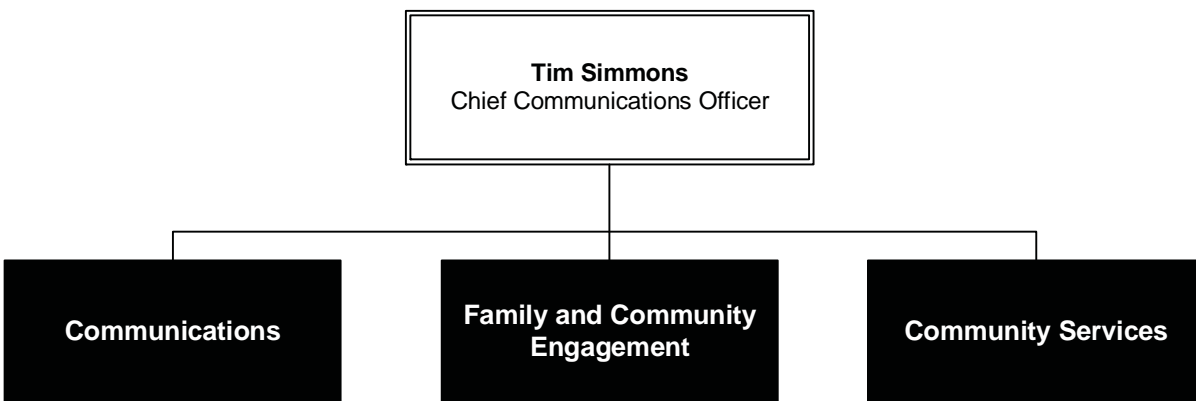 Tim Simmons
Chief Communications Officer
Communications
Family and Community
Engagement
Community Services